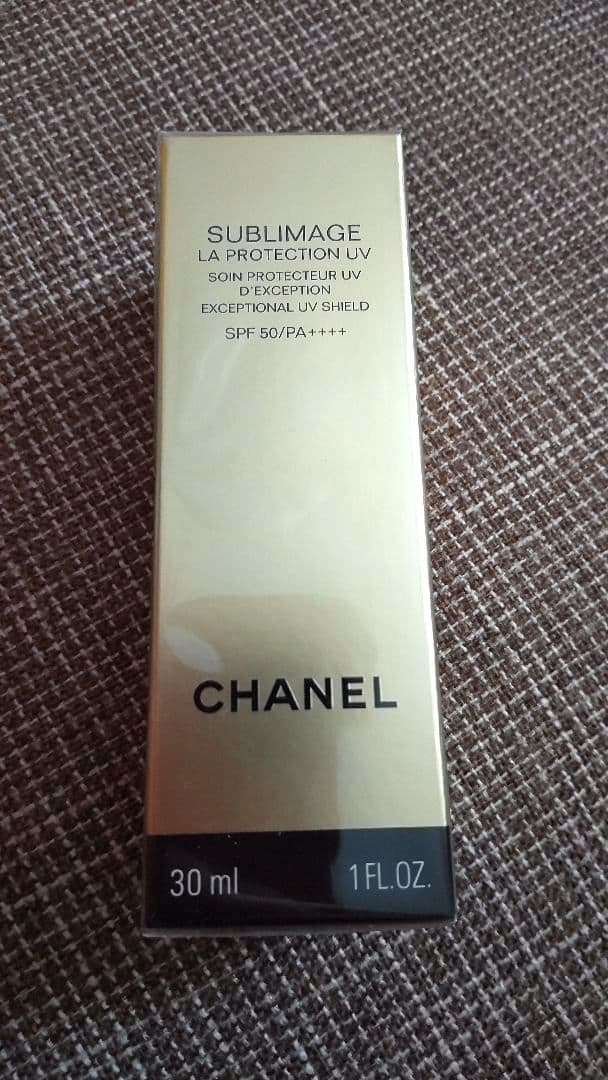 SUBLIMAGE
LA PROTECTION UV
SOIN PROTECTEUR UV
D'EXCEPTION
EXCEPTIONAL UV SHIELD
SPF 50/PA++++
CHANEL
30 ml 1 FL.OZ.